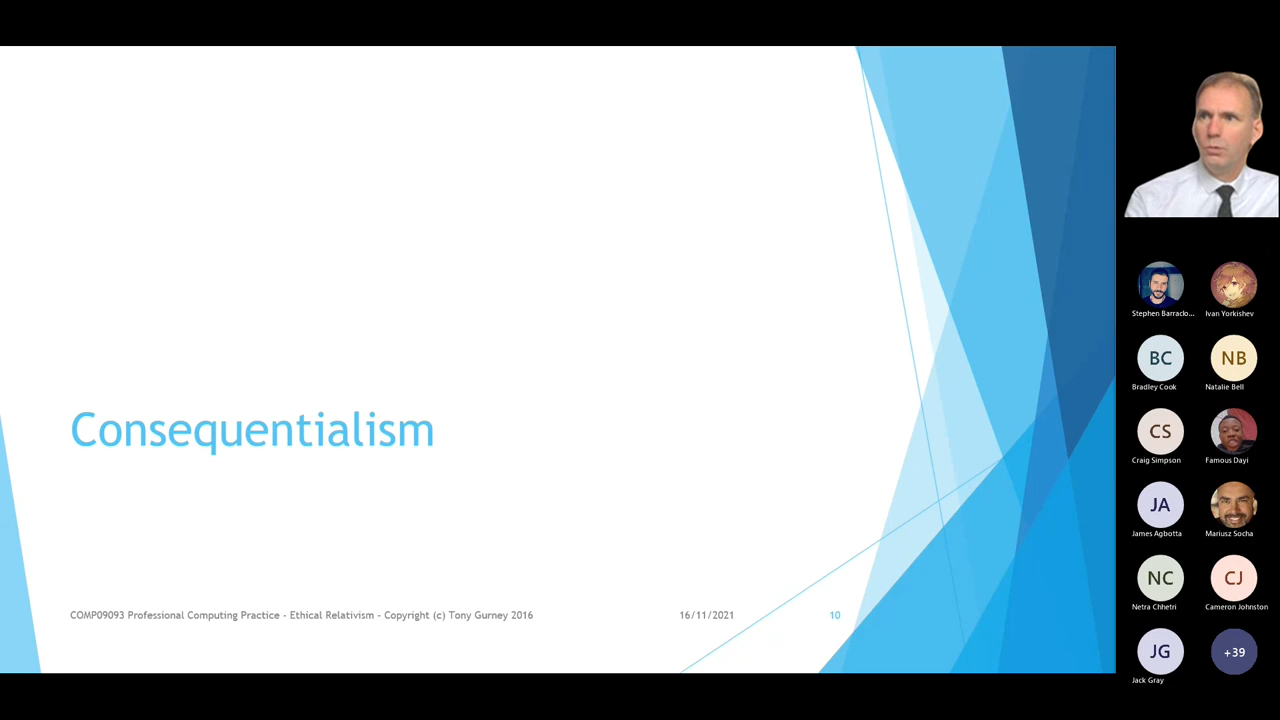 Consequentialism
COMP09093 Professional Computing Practice - Ethical Relativism - Copyright (c) Tony Gurney 2016
16/11/2021
10
Stephen Barraclo...
Ivan Yorkishev
BC
NB
Bradley Cook
Natalie Bell
CS
Craig Simpson
Famous Dayi
JA
James Agbotta
Mariusz Socha
NC
CJ
Netra Chhetri
Cameron Johnston
JG
+39
Jack Gray